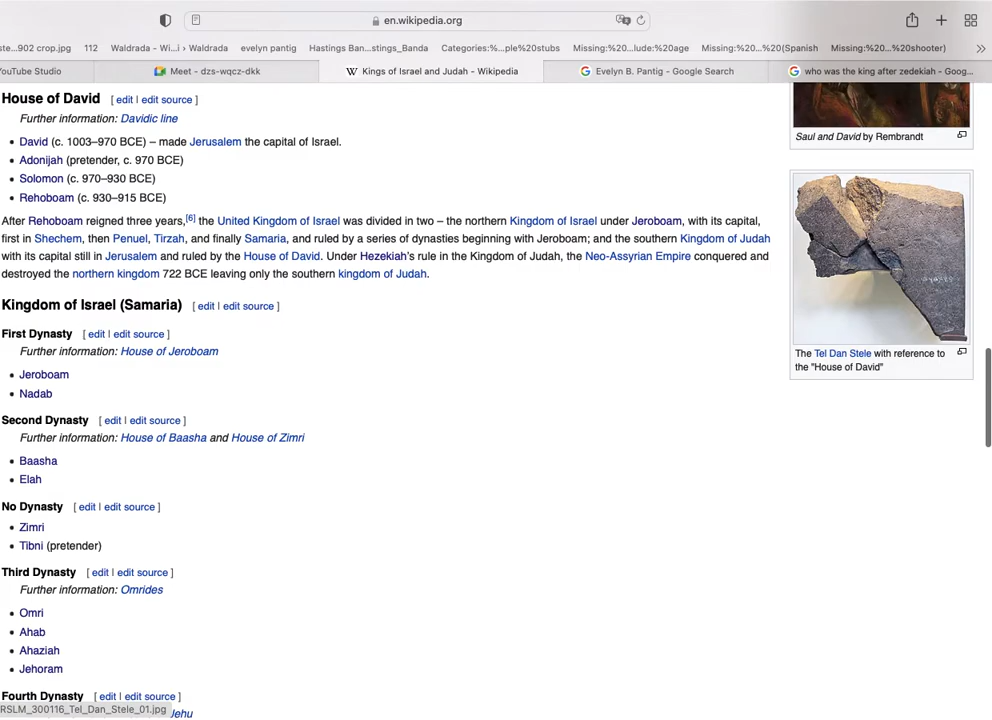 en.wikipedia.org
ste...902 crop.jpg 112 Waldrada - Wi...i › Waldrada evelyn pantig Hastings Ban...stings_Banda Categories:%...ple%20stubs Missing:%20...lude:%20age Missing:%20...%20(Spanish Missing:%20...%20shooter)
YouTube Studio Meet - dzs-wqcz-dkk Kings of Israel and Judah - Wikipedia Evelyn B. Pantig - Google Search who was the king after zedekiah - Goog...
House of David [ edit | edit source ]
Further information: Davidic line
• David (c. 1003–970 BCE) – made Jerusalem the capital of Israel.
• Adonijah (pretender, c. 970 BCE)
• Solomon (c. 970–930 BCE)
• Rehoboam (c. 930–915 BCE)
After Rehoboam reigned three years,[6] the United Kingdom of Israel was divided in two – the northern Kingdom of Israel under Jeroboam, with its capital,
first in Shechem, then Penuel, Tirzah, and finally Samaria, and ruled by a series of dynasties beginning with Jeroboam; and the southern Kingdom of Judah
with its capital still in Jerusalem and ruled by the House of David. Under Hezekiah's rule in the Kingdom of Judah, the Neo-Assyrian Empire conquered and
destroyed the northern kingdom 722 BCE leaving only the southern kingdom of Judah.
Kingdom of Israel (Samaria) [ edit | edit source ]
First Dynasty [ edit | edit source ]
Further information: House of Jeroboam
• Jeroboam
• Nadab
Second Dynasty [ edit | edit source ]
Further information: House of Baasha and House of Zimri
• Baasha
• Elah
No Dynasty [ edit | edit source ]
• Zimri
• Tibni (pretender)
Third Dynasty [ edit | edit source ]
Further information: Omrides
• Omri
• Ahab
• Ahaziah
• Jehoram
Fourth Dynasty [ edit | edit source ]
RSLM_300116_Tel_Dan_Stele_01.jpg Jehu
Saul and David by Rembrandt
The Tel Dan Stele with reference to
the "House of David"